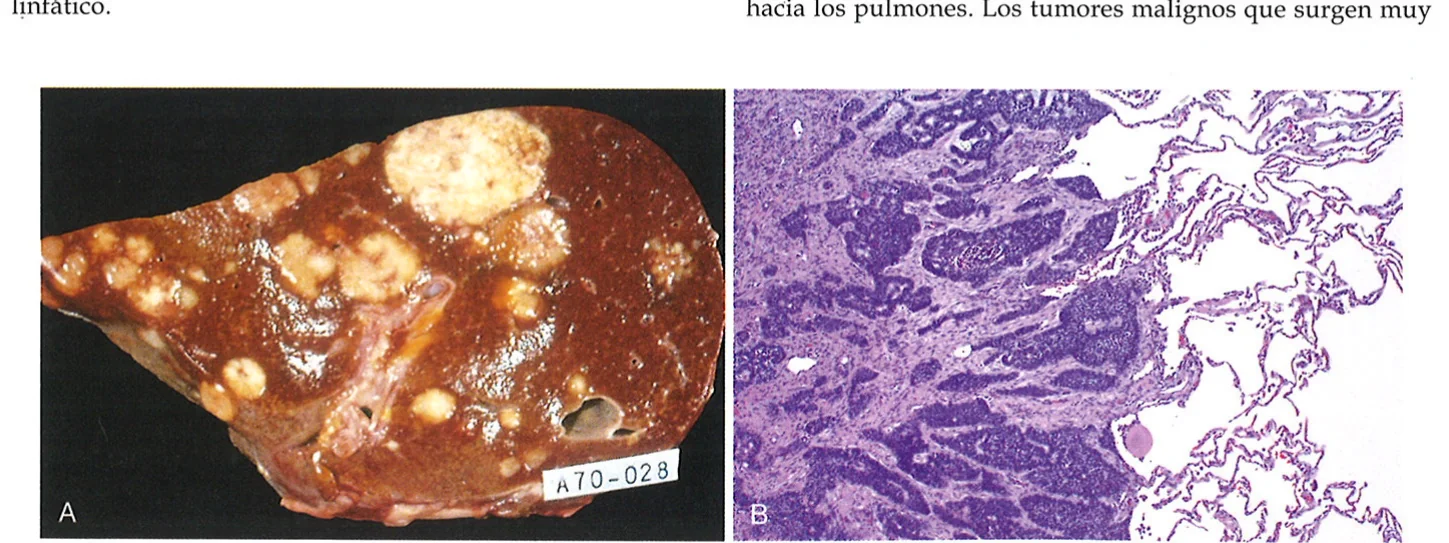 linfático.
hacia los pulmones. Los tumores malignos que surgen muy
A70-028
A
B